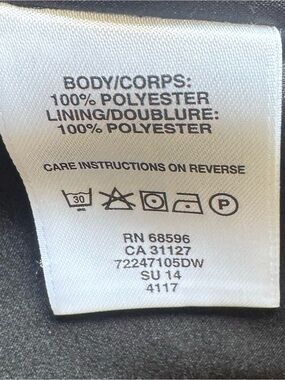 BODY/CORPS:
100% POLYESTER
LINING/DOUBLURE:
100% POLYESTER
CARE INSTRUCTIONS ON REVERSE
30 P
RN 68596
CA 31127
72247105DW
SU 14
4117